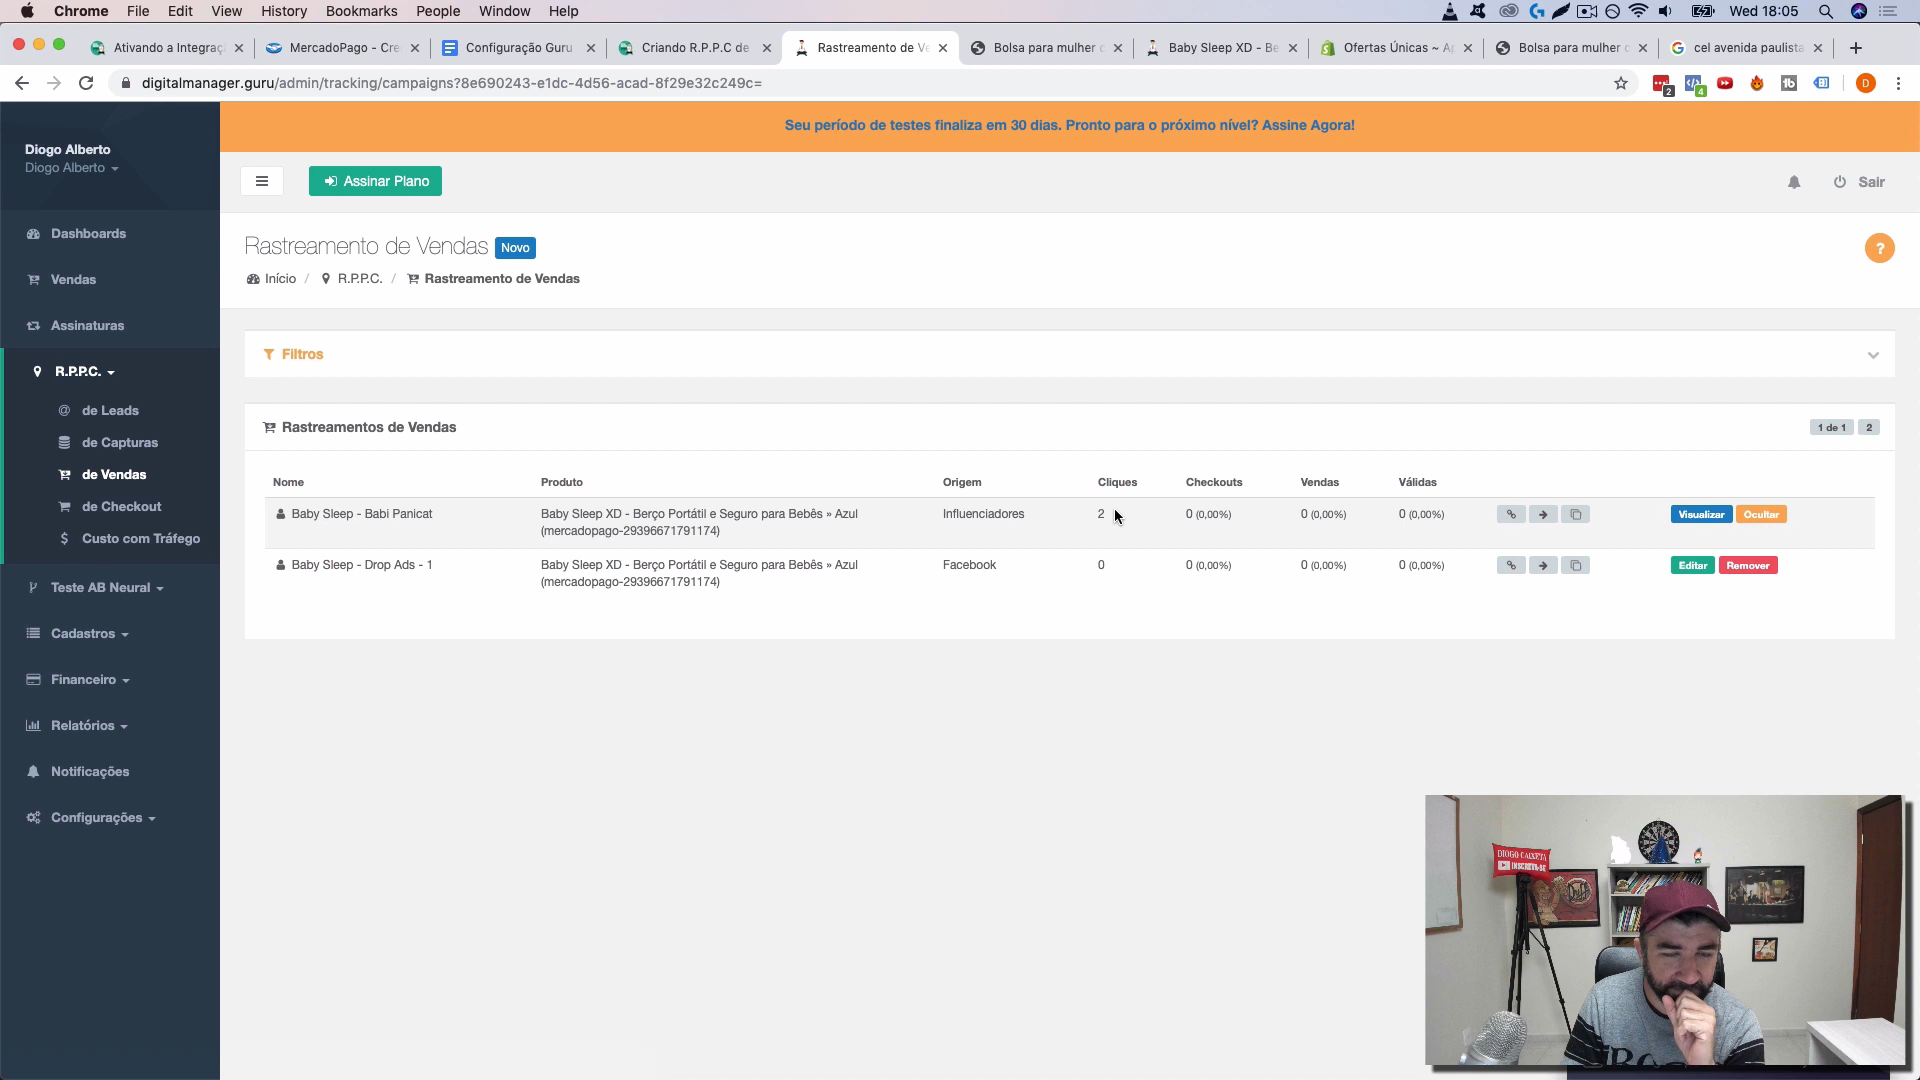 Chrome File Edit View History Bookmarks People Window Help
Wed 18:05
Ativando a Integraç
MercadoPago - Cre
Configuração Guru
Criando R.P.P.C de
Rastreamento de Ve
Bolsa para mulher c
Baby Sleep XD - Be
Ofertas Únicas ~ A
Bolsa para mulher c
cel avenida paulista
digitalmanager.guru/admin/tracking/campaigns?8e690243-e1dc-4d56-acad-8f29e32c249c=
2
4
tb
D
Seu período de testes finaliza em 30 dias. Pronto para o próximo nível? Assine Agora!
Diogo Alberto
Diogo Alberto
Assinar Plano
Sair
Dashboards
Vendas
Assinaturas
R.P.P.C.
de Leads
de Capturas
de Vendas
de Checkout
Custo com Tráfego
Teste AB Neural
Cadastros
Financeiro
Relatórios
Notificações
Configurações
Rastreamento de Vendas Novo
?
Início / R.P.P.C. / Rastreamento de Vendas
Filtros
Rastreamentos de Vendas
1 de 1 2
Nome Produto Origem Cliques Checkouts Vendas Válidas
Baby Sleep - Babi Panicat Baby Sleep XD - Berço Portátil e Seguro para Bebês » Azul Influenciadores 2 0 (0,00%) 0 (0,00%) 0 (0,00%) Visualizar Ocultar
(mercadopago-29396671791174)
Baby Sleep - Drop Ads - 1 Baby Sleep XD - Berço Portátil e Seguro para Bebês » Azul Facebook 0 0 (0,00%) 0 (0,00%) 0 (0,00%) Editar Remover
(mercadopago-29396671791174)
DIOGO CAIXETA
INSCREVA-SE